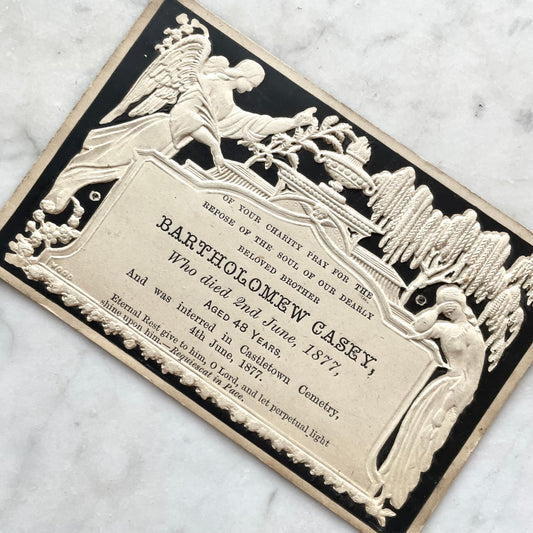 OF YOUR CHARITY PRAY FOR THE
REPOSE OF THE SOUL OF OUR DEARLY
BELOVED BROTHER
BARTHOLOMEW CASEY,
Who died 2nd June, 1877,
AGED 48 YEARS,
And was interred in Castletown Cemetry,
4th June, 1877.
Eternal Rest give to him, O Lord, and let perpetual light
shine upon him.—Requiescat in Pace.